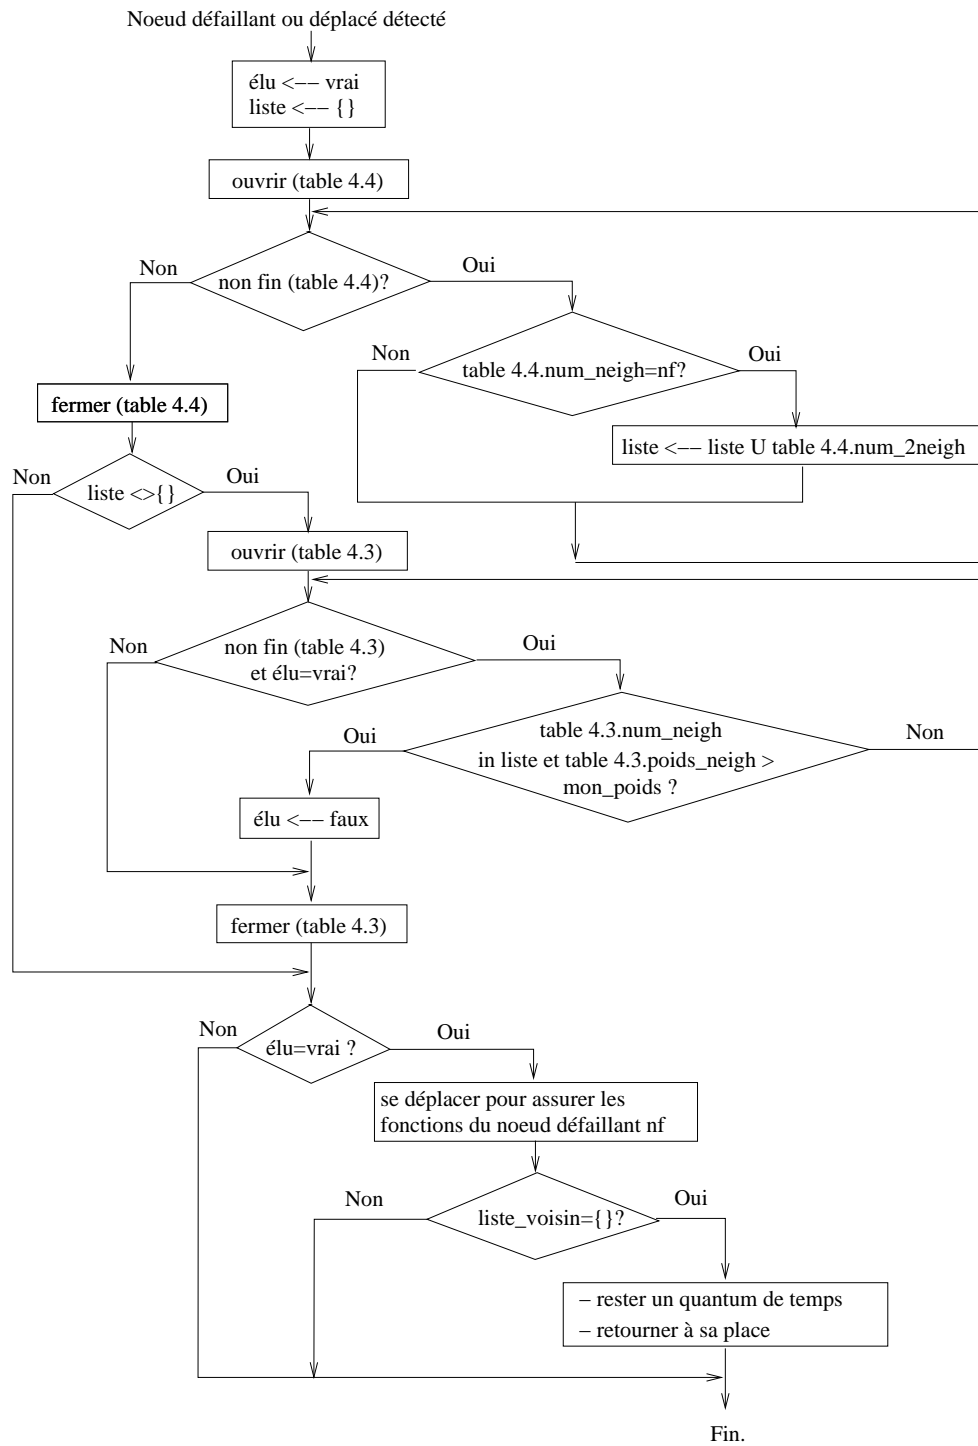 Noeud défaillant ou déplacé détecté
élu <−− vrai
liste <−− {}
ouvrir (table 4.4)
Non
Oui
non fin (table 4.4)?
Non
Oui
table 4.4.num_neigh=nf?
fermer (table 4.4)
liste <−− liste U table 4.4.num_2neigh
Non
Oui
liste <>{}
ouvrir (table 4.3)
Non
Oui
non fin (table 4.3)
et élu=vrai?
Oui
Non
table 4.3.num_neigh
in liste et table 4.3.poids_neigh >
mon_poids ?
élu <−− faux
fermer (table 4.3)
Non
Oui
élu=vrai ?
se déplacer pour assurer les
fonctions du noeud défaillant nf
Non
Oui
liste_voisin={}?
− rester un quantum de temps
− retourner à sa place
Fin.